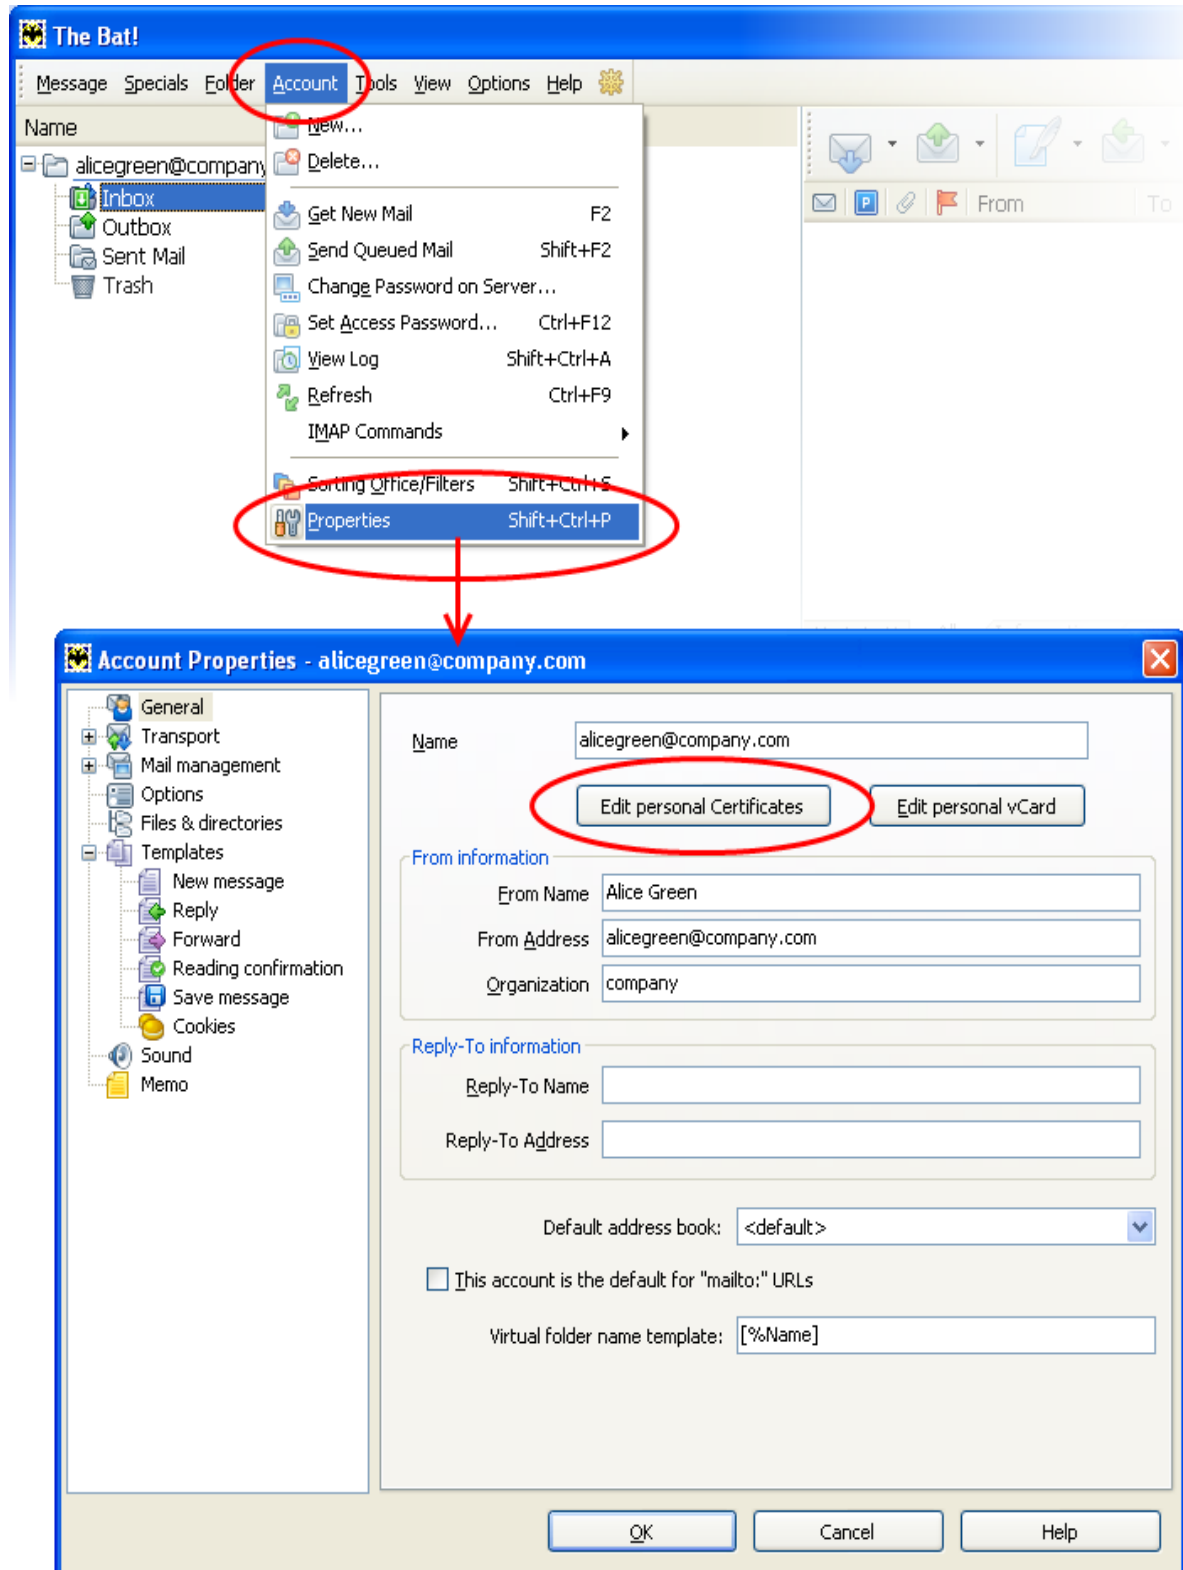 The Bat!
Message Specials Folder Account Tools View Options Help
Name
New...
alicegreen@company
Delete...
Inbox
Outbox
Sent Mail
Trash
Get New Mail F2
Send Queued Mail Shift+F2
Change Password on Server...
Set Access Password... Ctrl+F12
View Log Shift+Ctrl+A
Refresh Ctrl+F9
IMAP Commands
Sorting Office/Filters Shift+Ctrl+S
Properties Shift+Ctrl+P
P From To
Account Properties - alicegreen@company.com
General
Transport
Mail management
Options
Files & directories
Templates
New message
Reply
Forward
Reading confirmation
Save message
Cookies
Sound
Memo
Name alicegreen@company.com
Edit personal Certificates Edit personal vCard
From information
From Name Alice Green
From Address alicegreen@company.com
Organization company
Reply-To information
Reply-To Name
Reply-To Address
Default address book: <default>
This account is the default for "mailto:" URLs
Virtual folder name template: [%Name]
OK Cancel Help